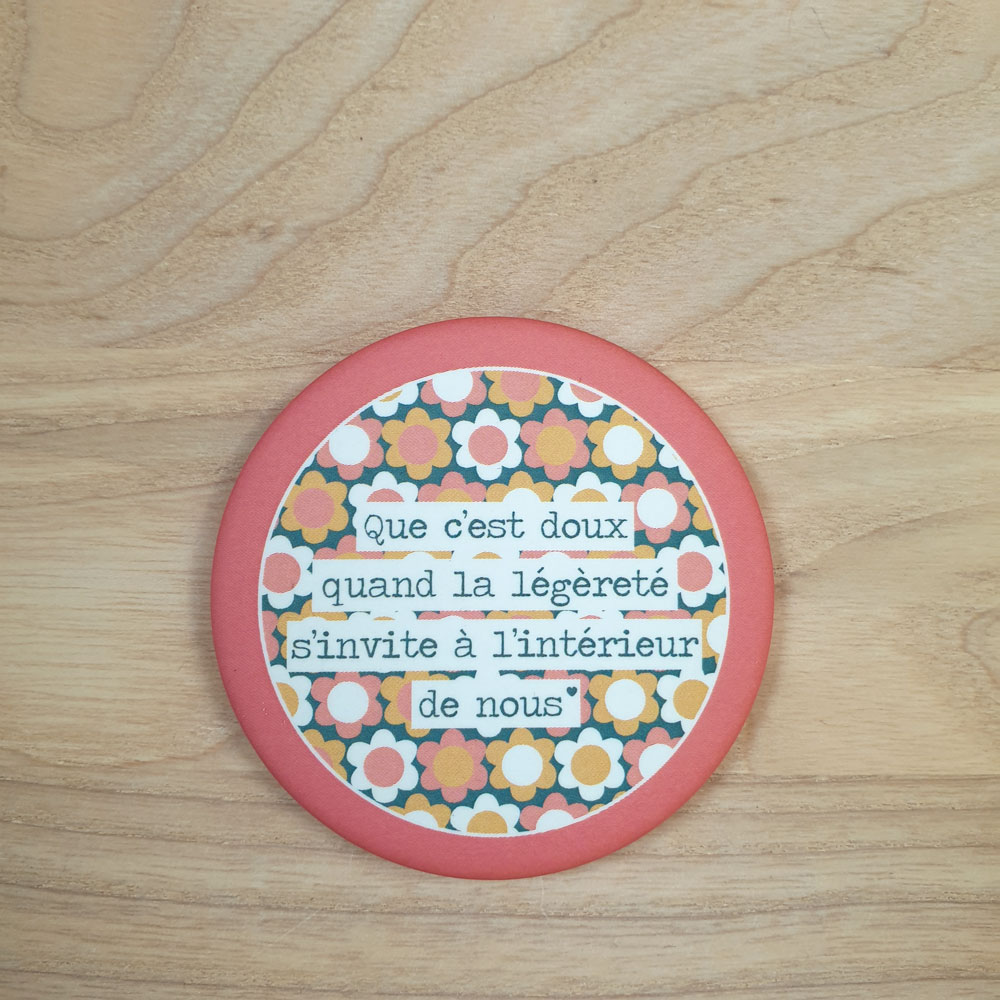 Que c'est doux
quand la légèreté
s'invite à l'intérieur
de nous♥